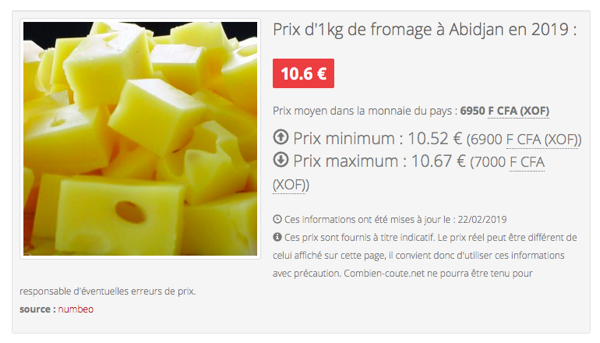 Prix d'1kg de fromage à Abidjan en 2019 :
10.6 €
Prix moyen dans la monnaie du pays : 6950 F CFA (XOF)
Prix minimum : 10.52 € (6900 F CFA (XOF))
Prix maximum : 10.67 € (7000 F CFA
(XOF))
Ces informations ont été mises à jour le : 22/02/2019
Ces prix sont fournis à titre indicatif. Le prix réel peut être différent de
celui affiché sur cette page, il convient donc d'utiliser ces informations
avec précaution. Combien-coute.net ne pourra être tenu pour
responsable d'éventuelles erreurs de prix.
source : numbeo